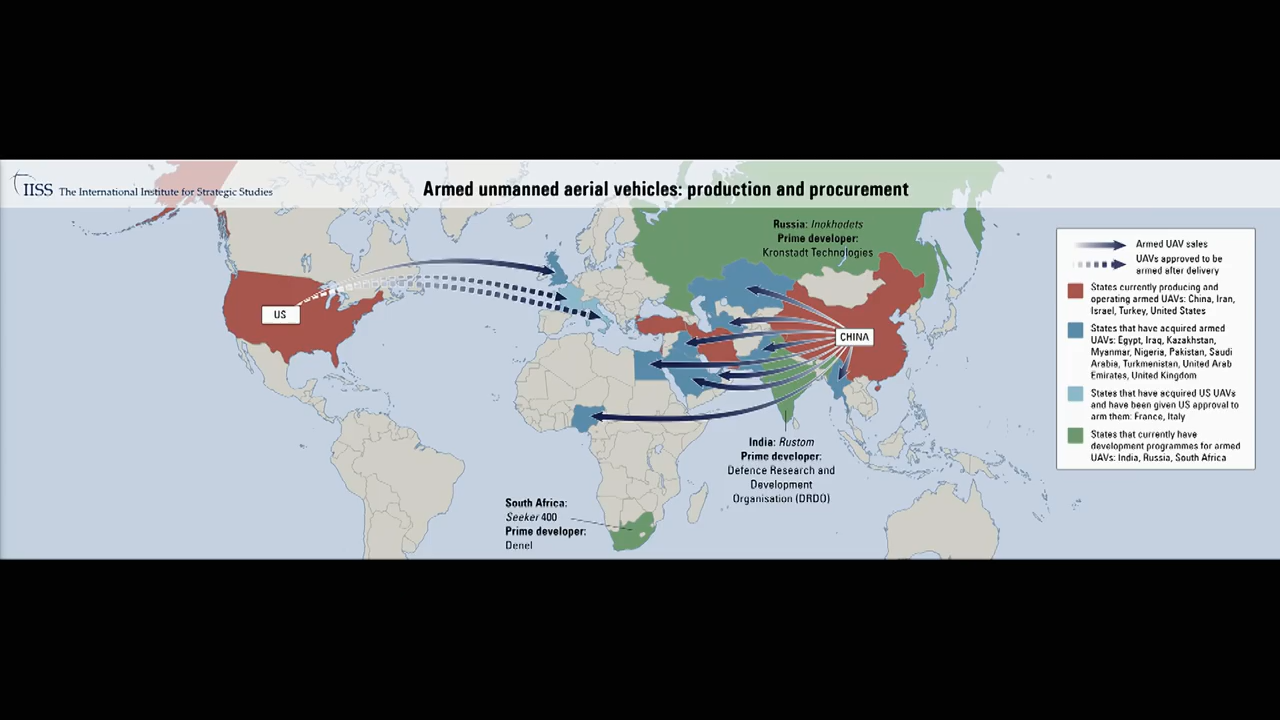 IISS The International Institute for Strategic Studies
Armed unmanned aerial vehicles: production and procurement
Russia: Inokhodets
Prime developer:
Kronstadt Technologies
US
CHINA
India: Rustom
Prime developer:
Defence Research and
Development
Organisation (DRDO)
South Africa:
Seeker 400
Prime developer:
Denel
Armed UAV sales
UAVs approved to be
armed after delivery
States currently producing and
operating armed UAVs: China, Iran,
Israel, Turkey, United States
States that have acquired armed
UAVs: Egypt, Iraq, Kazakhstan,
Myanmar, Nigeria, Pakistan, Saudi
Arabia, Turkmenistan, United Arab
Emirates, United Kingdom
States that have acquired US UAVs
and have been given US approval to
arm them: France, Italy
States that currently have
development programmes for armed
UAVs: India, Russia, South Africa